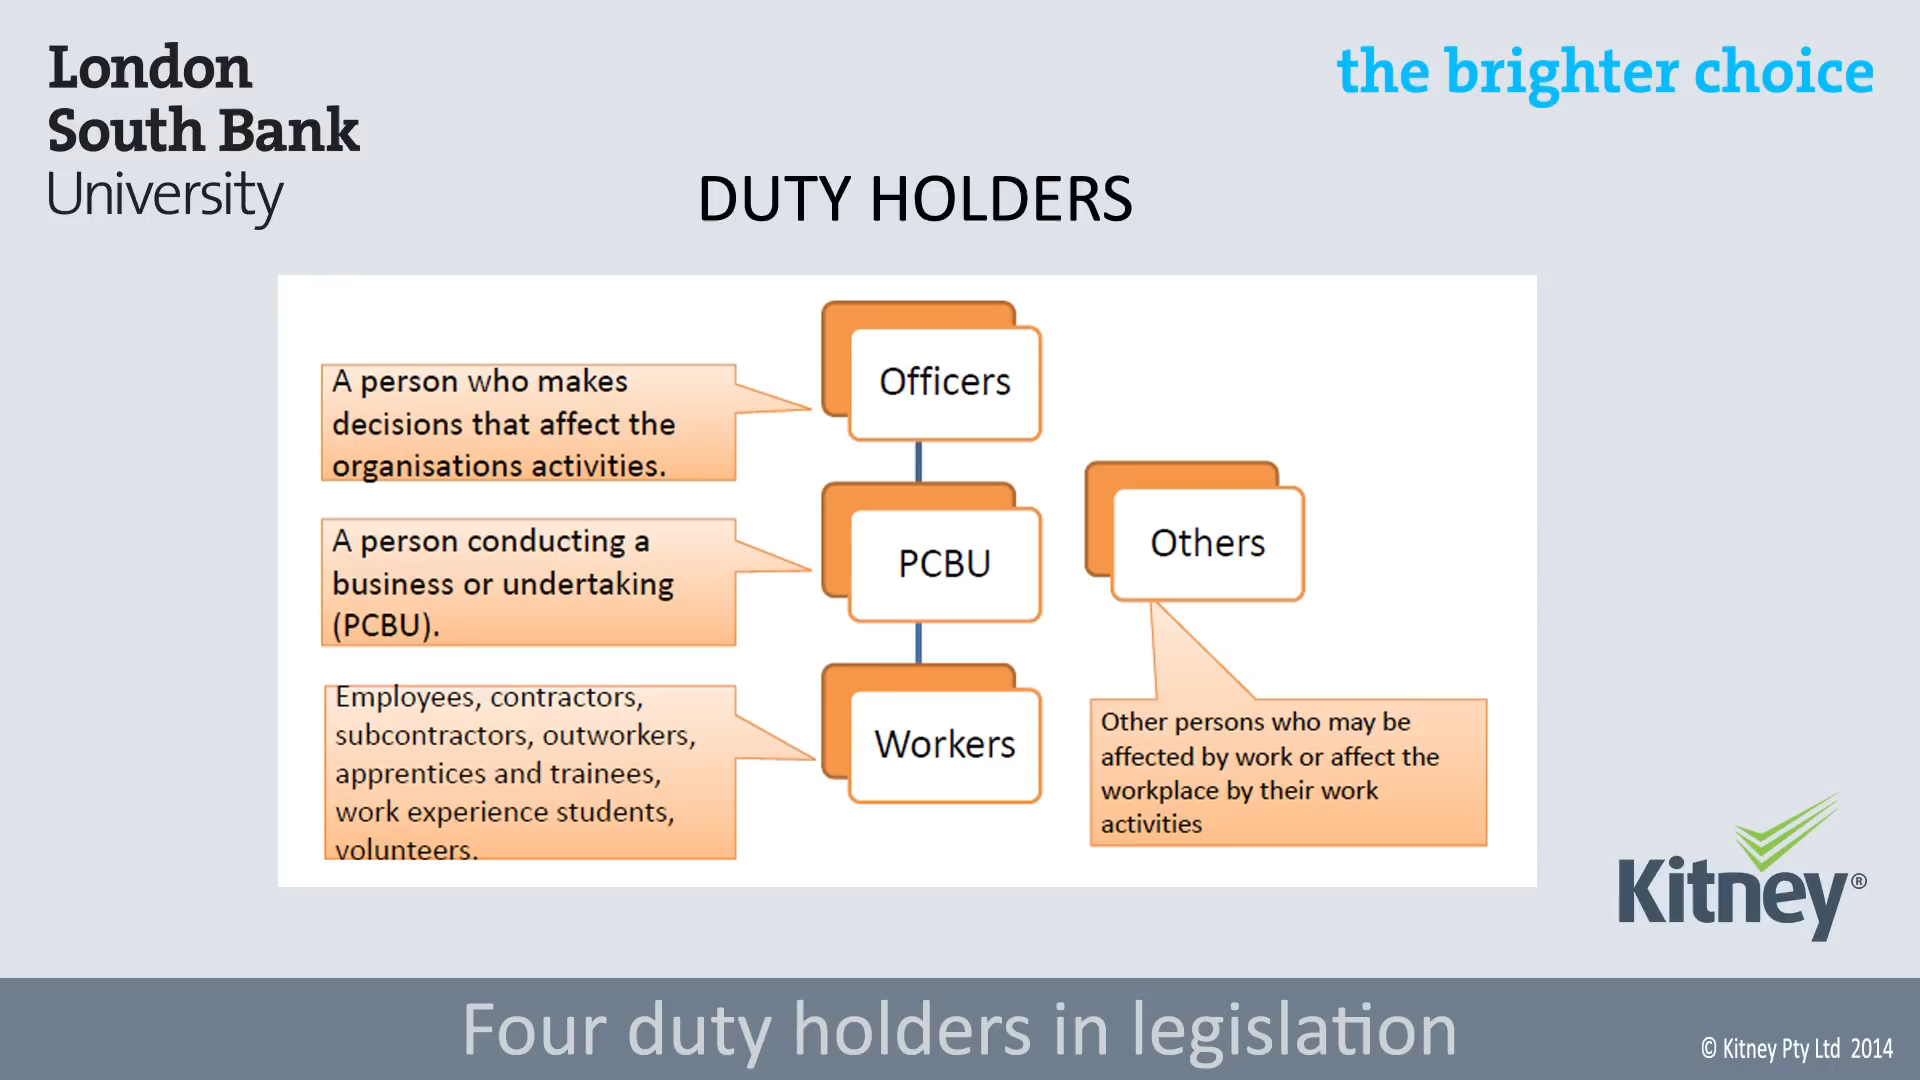 London
South Bank
University
the brighter choice
DUTY HOLDERS
Officers
A person who makes
decisions that affect the
organisations activities.
PCBU
A person conducting a
business or undertaking
(PCBU).
Others
Workers
Employees, contractors,
subcontractors, outworkers,
apprentices and trainees,
work experience students,
volunteers.
Other persons who may be
affected by work or affect the
workplace by their work
activities
Kitney®
Four duty holders in legislation
© Kitney Pty Ltd 2014